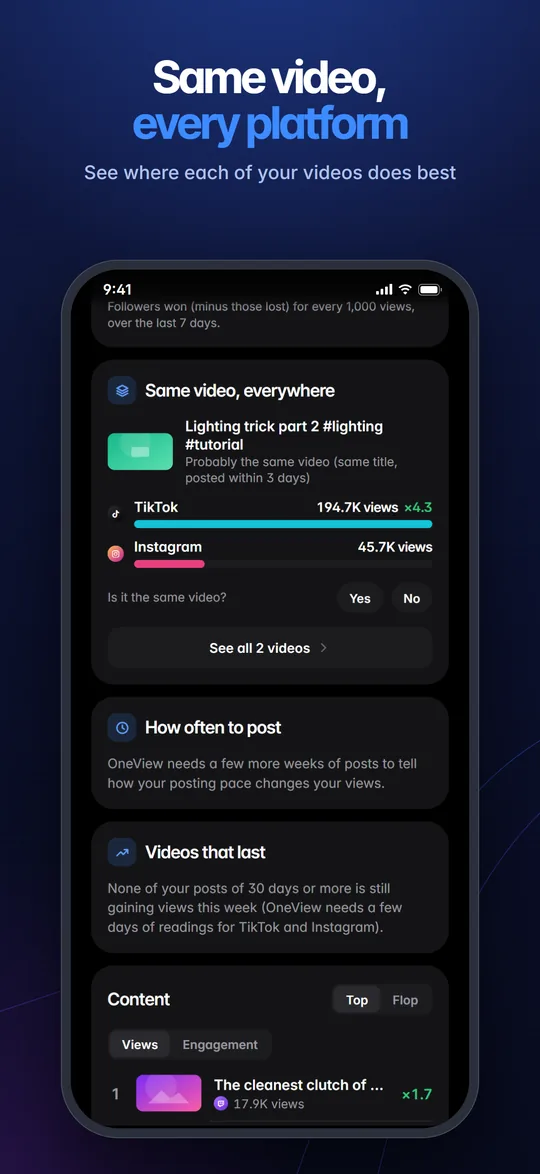 Same video,
every platform
See where each of your videos does best
9:41
Followers won (minus those lost) for every 1,000 views,
over the last 7 days.
Same video, everywhere
Lighting trick part 2 #lighting
#tutorial
Probably the same video (same title,
posted within 3 days)
TikTok 194.7K views ×4.3
Instagram 45.7K views
Is it the same video? Yes No
See all 2 videos
How often to post
OneView needs a few more weeks of posts to tell
how your posting pace changes your views.
Videos that last
None of your posts of 30 days or more is still
gaining views this week (OneView needs a few
days of readings for TikTok and Instagram).
Content Top Flop
Views Engagement
1 The cleanest clutch of ... ×1.7
17.9K views